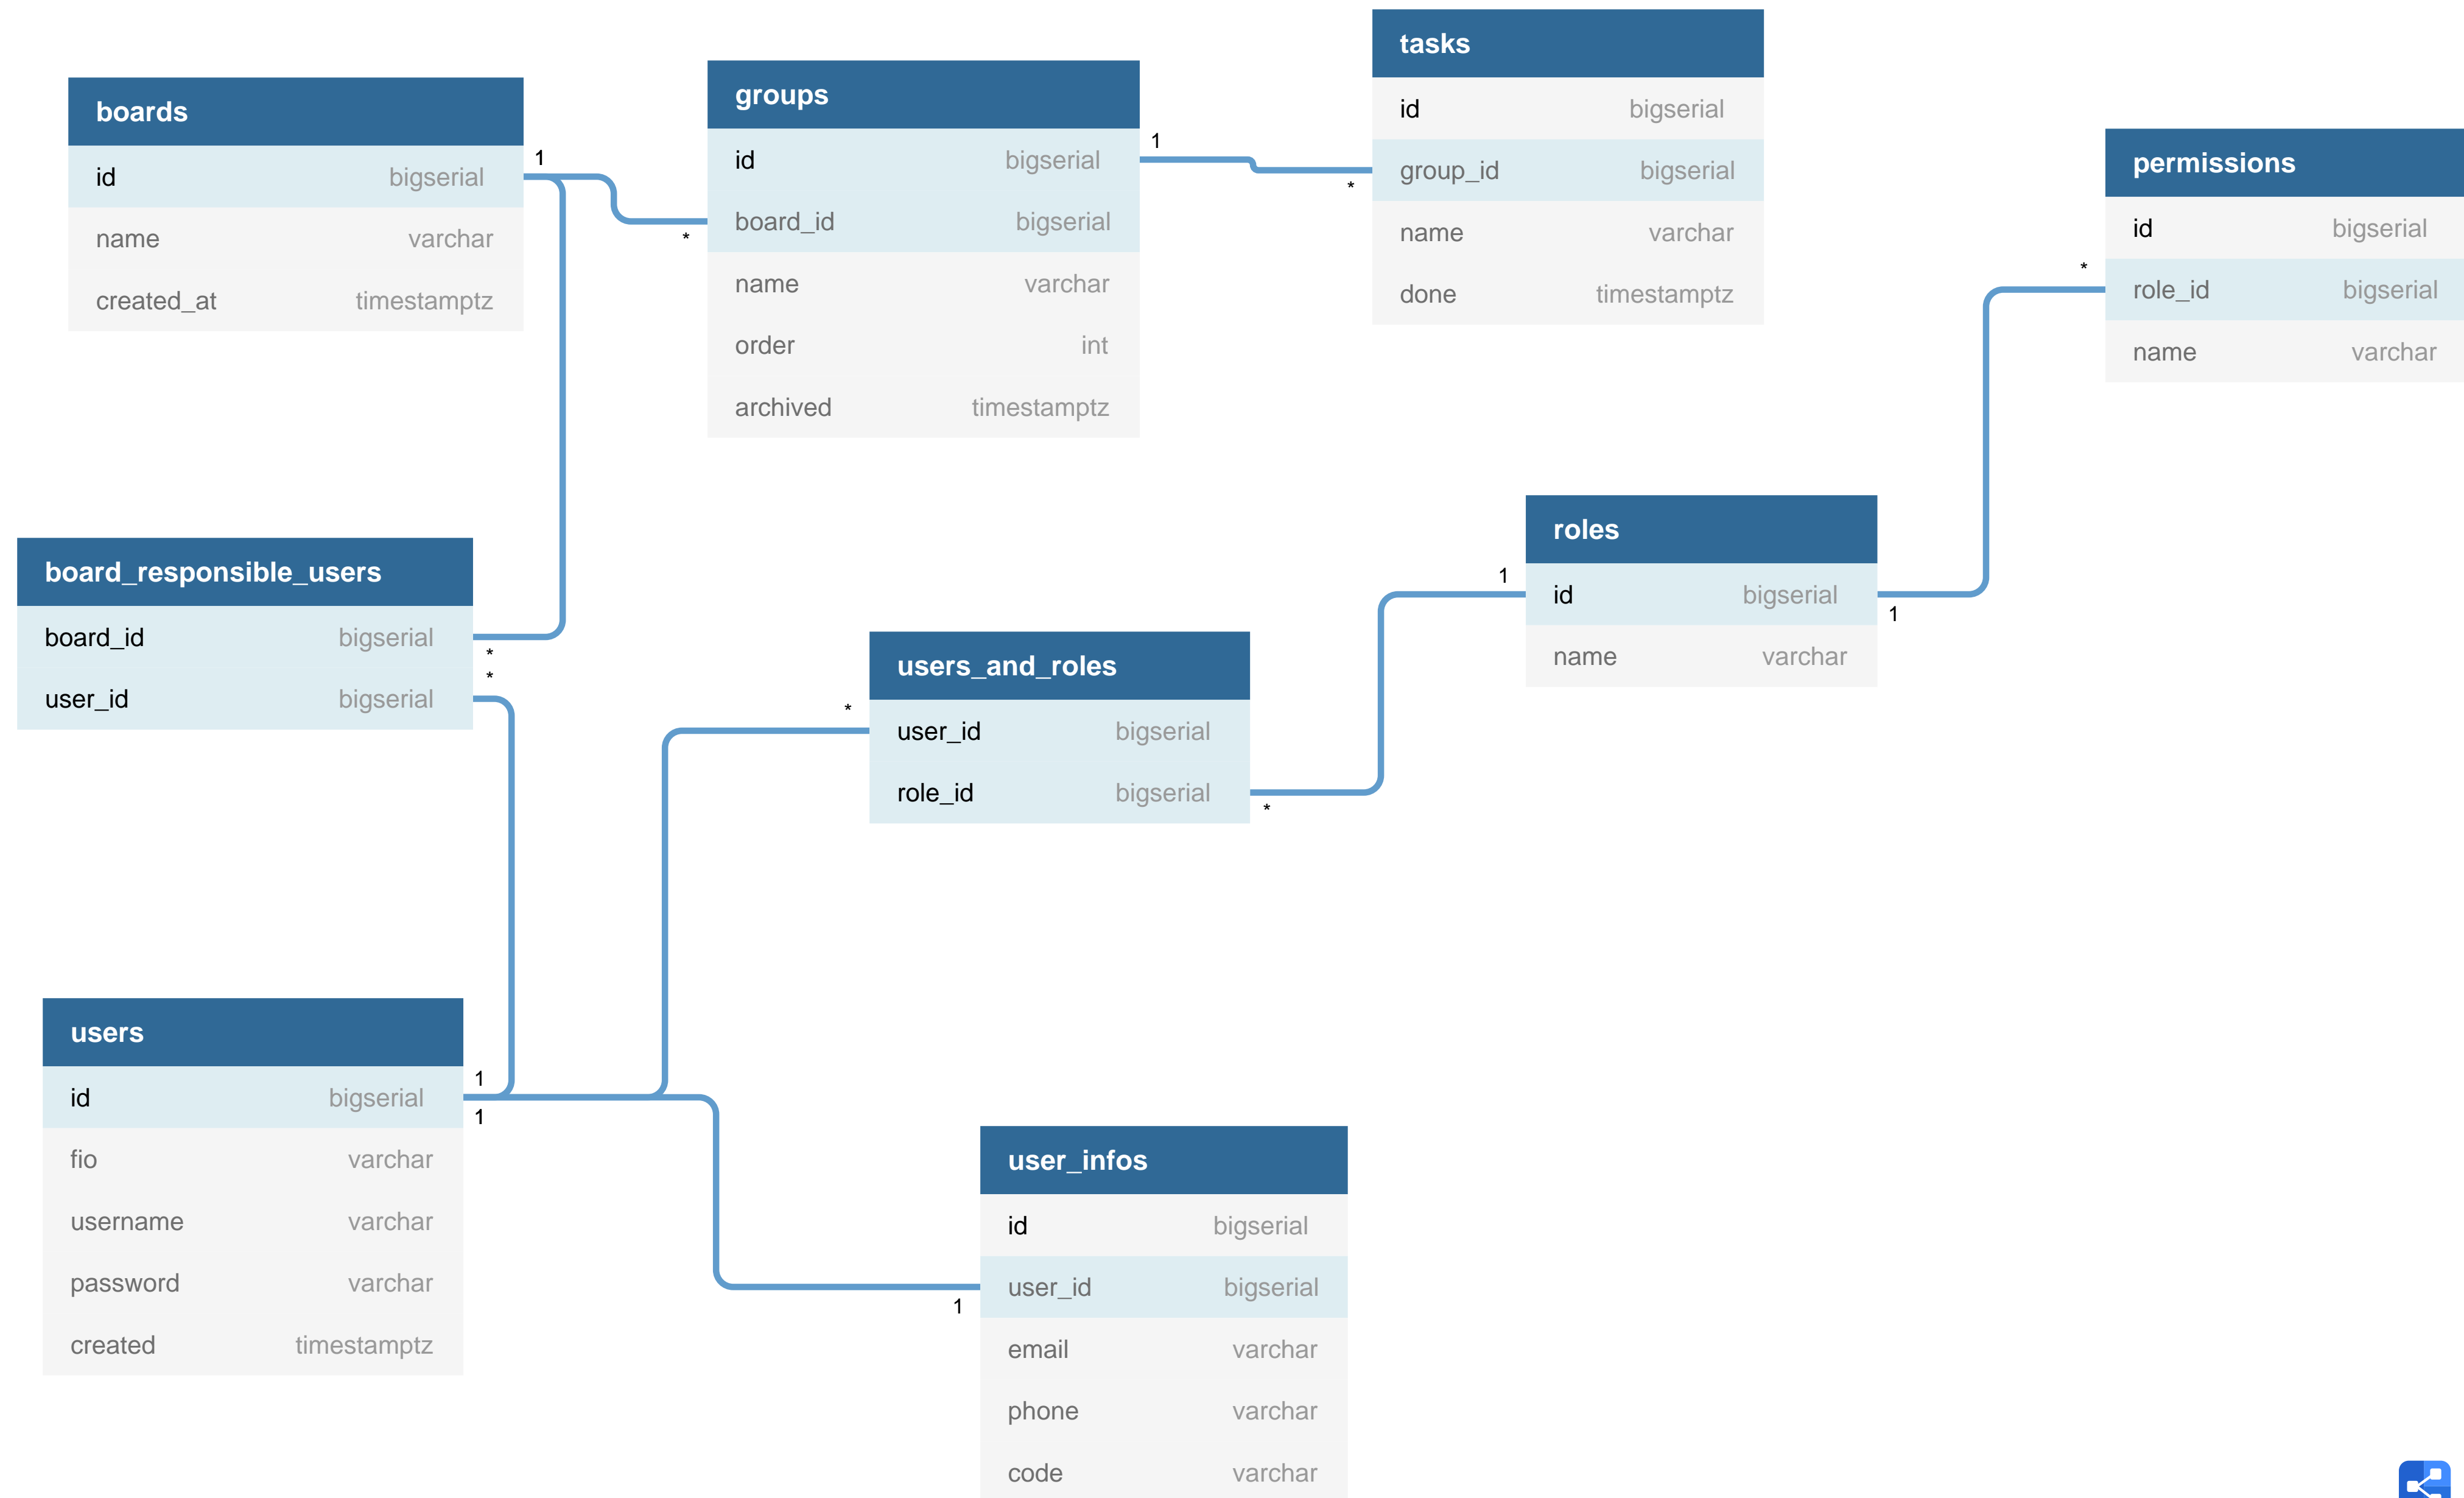 boards
1
id bigserial
name varchar
created_at timestamptz
groups
id bigserial
board_id bigserial
name varchar
order int
archived timestamptz
*
1
tasks
id bigserial
group_id bigserial
name varchar
done timestamptz
*
permissions
id bigserial
role_id bigserial
name varchar
*
board_responsible_users
board_id bigserial
user_id bigserial
*
*
users_and_roles
user_id bigserial
role_id bigserial
*
*
roles
id bigserial
name varchar
1
1
users
id bigserial
fio varchar
username varchar
password varchar
created timestamptz
1
1
user_infos
id bigserial
user_id bigserial
email varchar
phone varchar
code varchar
1